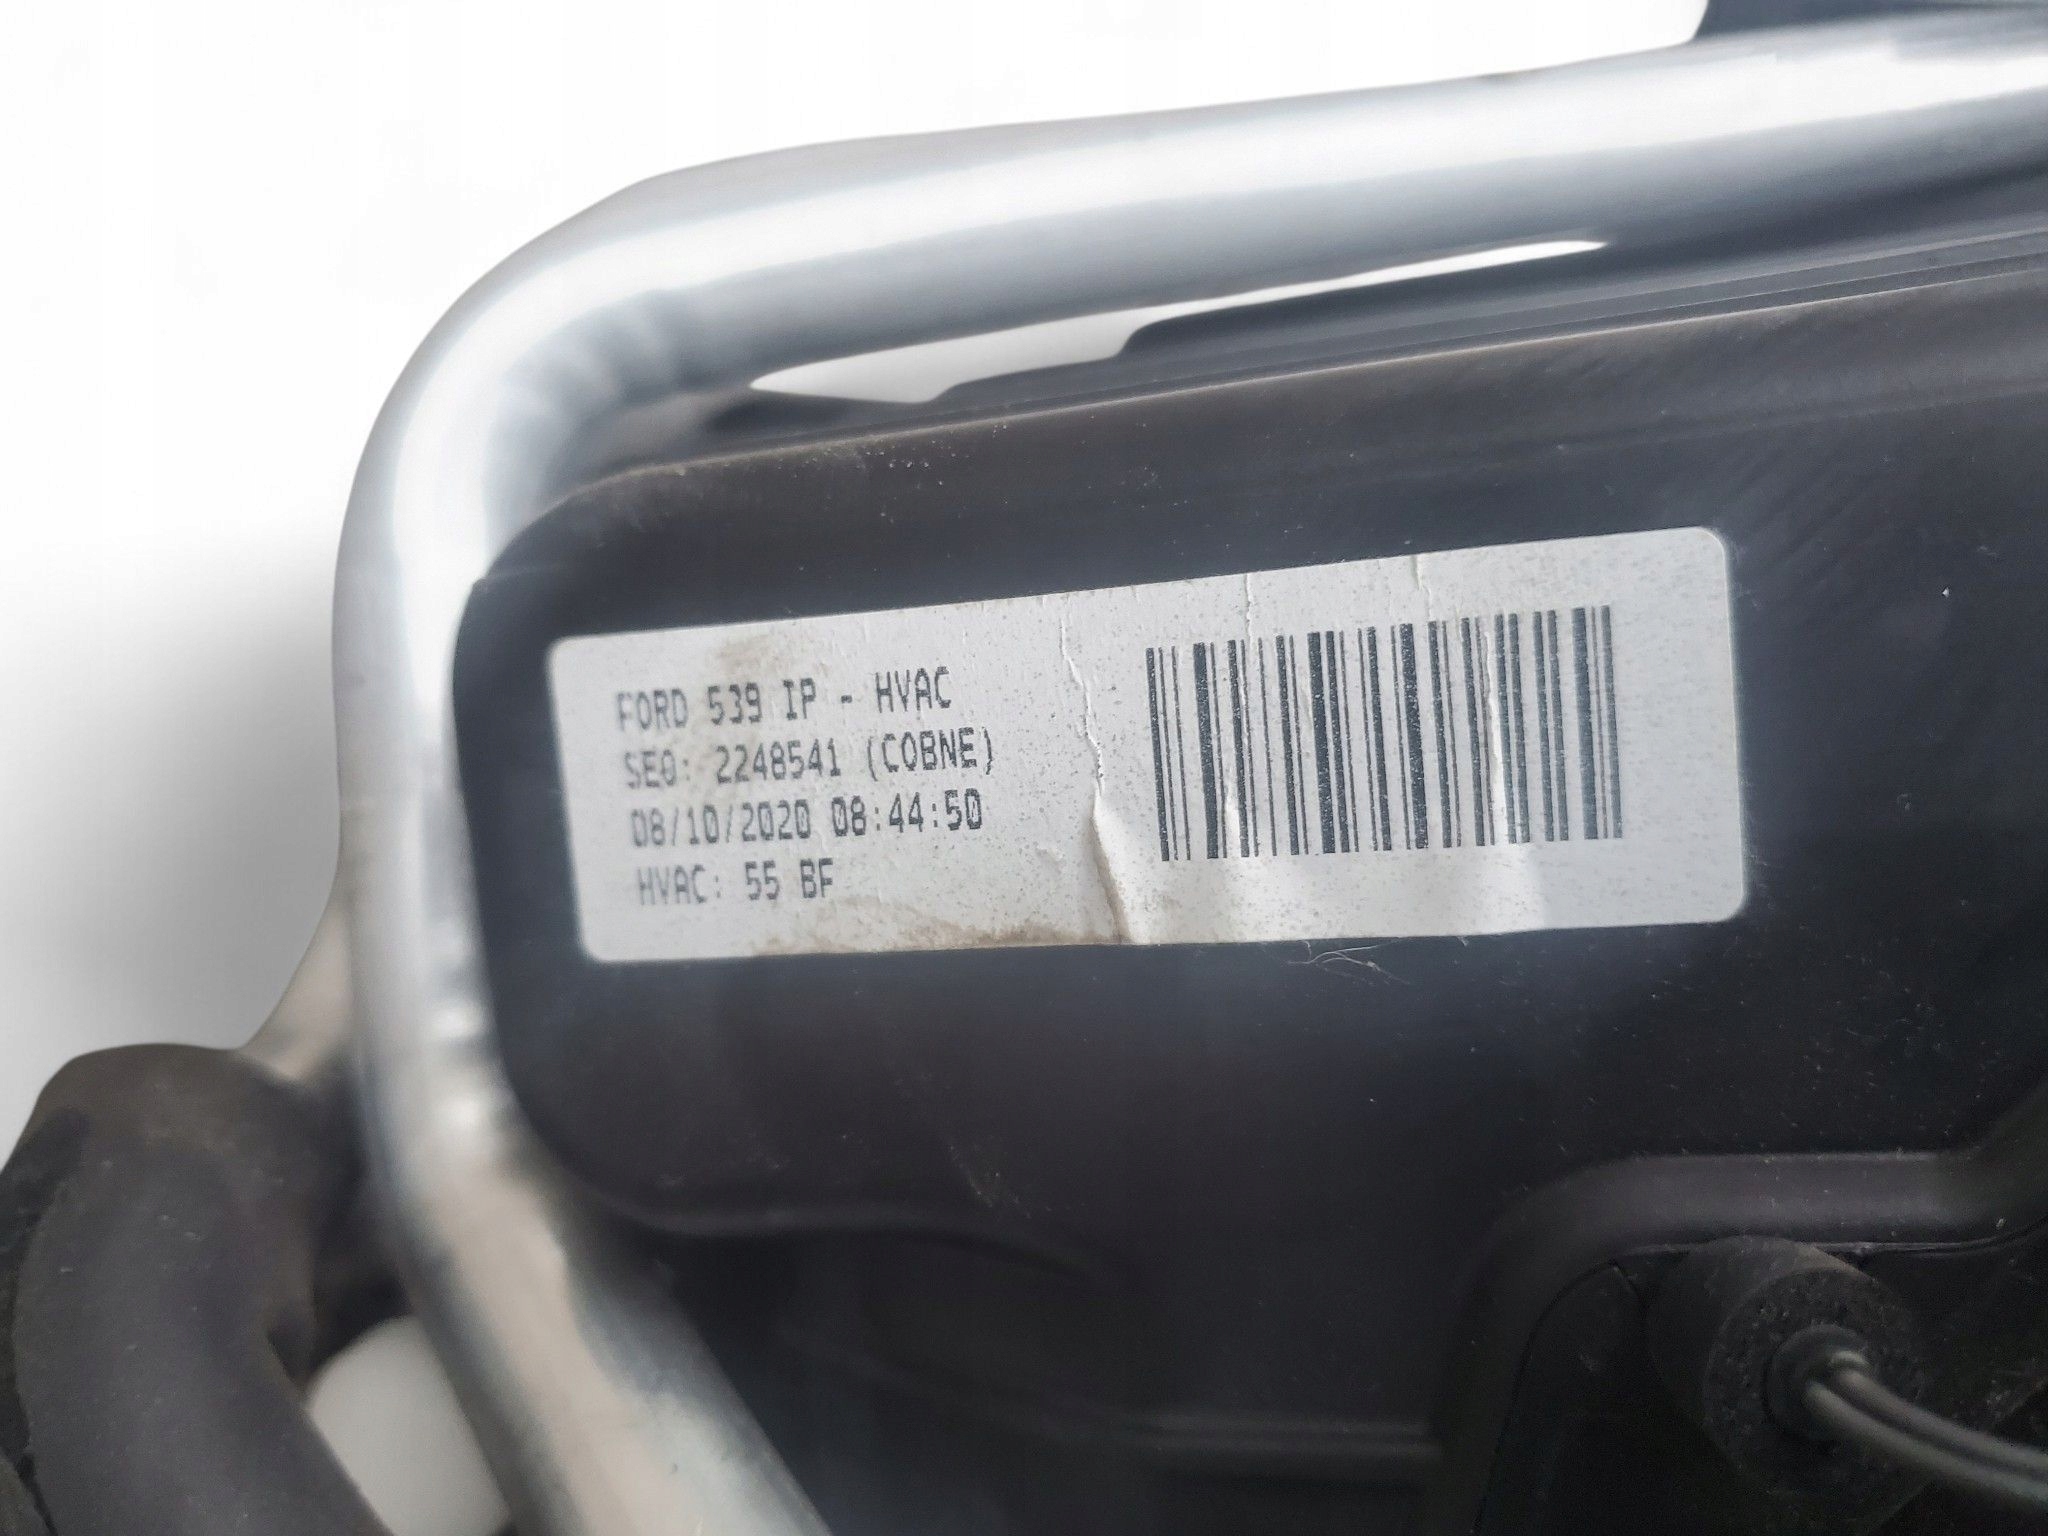 FORD 539 IP - HVAC
SEQ: 2248541 (COBNE)
08/10/2020 08:44:50
HVAC: 55 BF